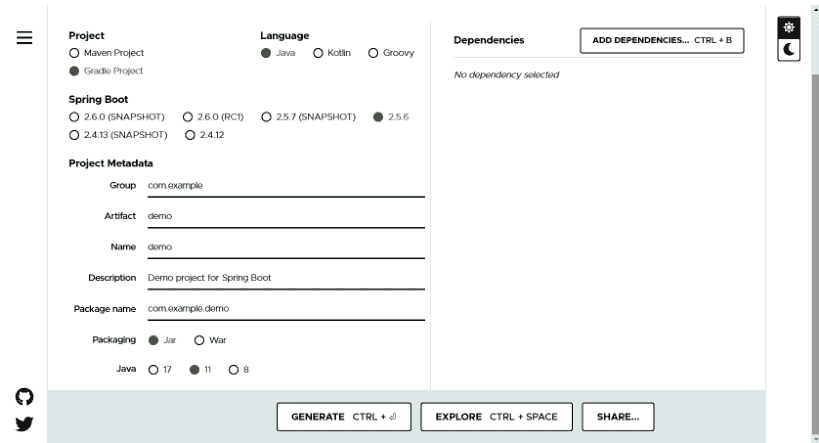 Project
Maven Project
Gradle Project
Language
Java Kotlin Groovy
Spring Boot
2.6.0 (SNAPSHOT) 2.6.0 (RC1) 2.5.7 (SNAPSHOT) 2.5.6
2.4.13 (SNAPSHOT) 2.4.12
Project Metadata
Group com.example
Artifact demo
Name demo
Description Demo project for Spring Boot
Package name com.example.demo
Packaging Jar War
Java 17 11 8
Dependencies ADD DEPENDENCIES... CTRL + B
No dependency selected
GENERATE CTRL + ⏎ EXPLORE CTRL + SPACE SHARE...